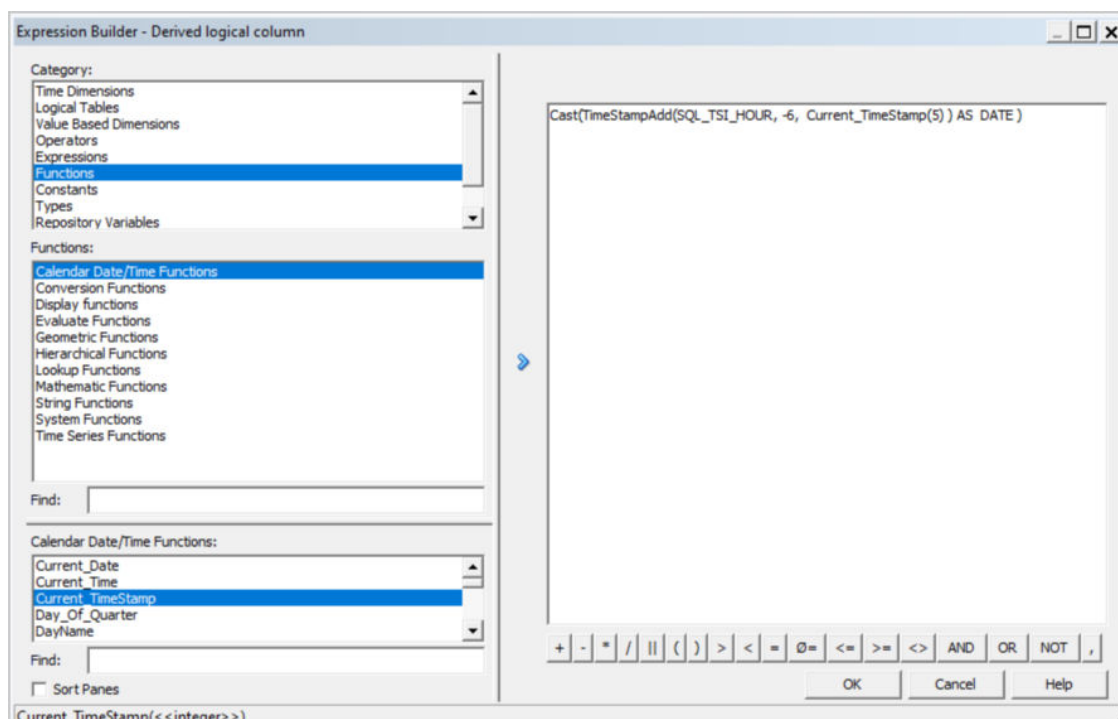 Expression Builder - Derived logical column
Category:
Time Dimensions
Logical Tables
Value Based Dimensions
Operators
Expressions
Functions
Constants
Types
Repository Variables
Functions:
Calendar Date/Time Functions
Conversion Functions
Display functions
Evaluate Functions
Geometric Functions
Hierarchical Functions
Lookup Functions
Mathematic Functions
String Functions
System Functions
Time Series Functions
Find:
Calendar Date/Time Functions:
Current_Date
Current_Time
Current_TimeStamp
Day_Of_Quarter
DayName
Find:
Sort Panes
Cast(TimeStampAdd(SQL_TSI_HOUR, -6, Current_TimeStamp(5) ) AS DATE )
+ - * / || ( ) > < = Ø= <= >= <> AND OR NOT ,
OK Cancel Help
Current_TimeStamp(<<integer>>)